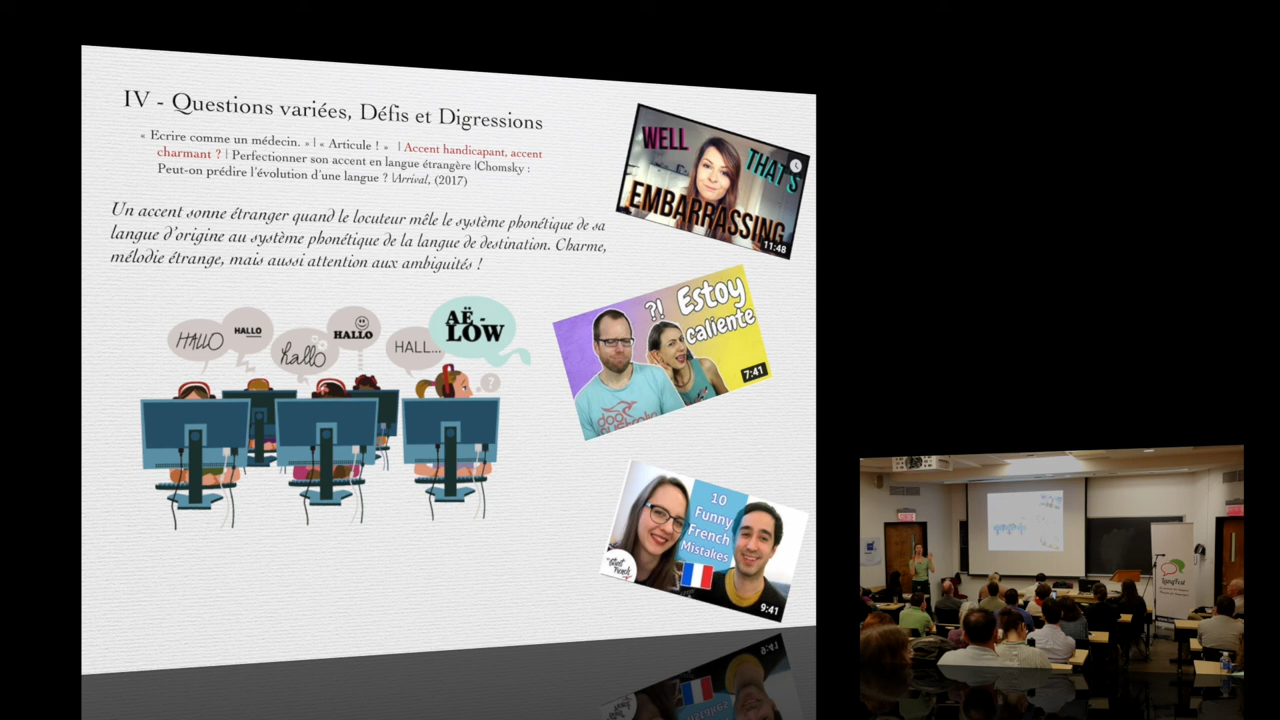 IV - Questions variées, Défis et Digressions
« Ecrire comme un médecin. » | « Articule ! » | Accent handicapant, accent
charmant ? | Perfectionner son accent en langue étrangère |Chomsky :
Peut-on prédire l'évolution d'une langue ? |Arrival, (2017)
Un accent sonne étranger quand le locuteur mêle le système phonétique de sa
langue d'origine au système phonétique de la langue de destination. Charme,
mélodie étrange, mais aussi attention aux ambiguités !
HALLO
HALLO
hallo
HALLO
HALL...
AË -
LOW
?
WELL
THAT'S
EMBARRASSING
11:48
?!
Estoy
caliente
7:41
10
Funny
French
Mistakes
9:41
LangFest